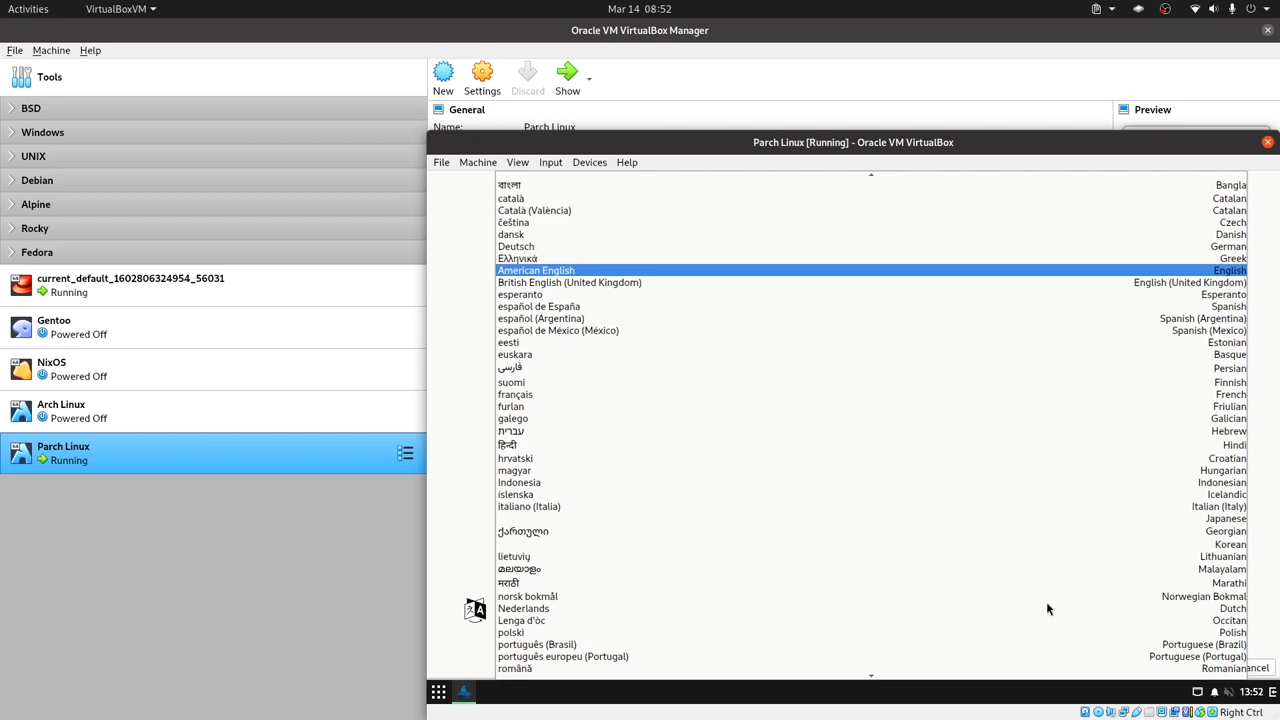 Activities VirtualBoxVM Mar 14 08:52
Oracle VM VirtualBox Manager
File Machine Help
Tools
New Settings Discard Show
BSD
Windows
UNIX
Debian
Alpine
Rocky
Fedora
current_default_1602806324954_56031
Running
Gentoo
Powered Off
NixOS
Powered Off
Arch Linux
Powered Off
Parch Linux
Running
General Preview
Name: Parch Linux
Parch Linux [Running] - Oracle VM VirtualBox
File Machine View Input Devices Help
বাংলা Bangla
català Catalan
Català (València) Catalan
čeština Czech
dansk Danish
Deutsch German
Ελληνικά Greek
American English English
British English (United Kingdom) English (United Kingdom)
esperanto Esperanto
español de España Spanish
español (Argentina) Spanish (Argentina)
español de México (México) Spanish (Mexico)
eesti Estonian
euskara Basque
فارسی Persian
suomi Finnish
français French
furlan Friulian
galego Galician
עברית Hebrew
हिन्दी Hindi
hrvatski Croatian
magyar Hungarian
Indonesia Indonesian
íslenska Icelandic
italiano (Italia) Italian (Italy)
Japanese
ქართული Georgian
Korean
lietuvių Lithuanian
മലയാളം Malayalam
मराठी Marathi
norsk bokmål Norwegian Bokmal
Nederlands Dutch
Lenga d'òc Occitan
polski Polish
português (Brasil) Portuguese (Brazil)
português europeu (Portugal) Portuguese (Portugal)
română Romanian
ancel
13:52
Right Ctrl